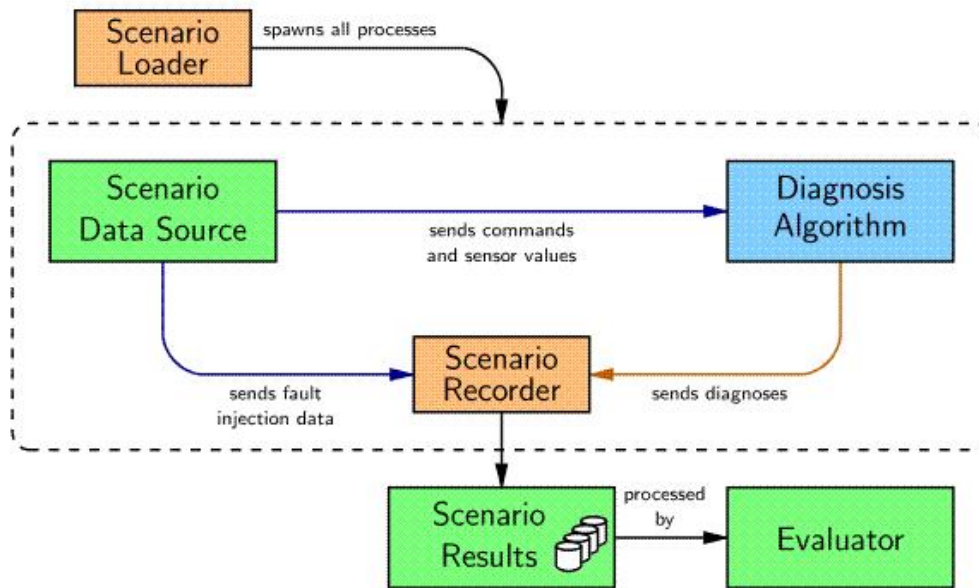 Scenario
Loader
spawns all processes
Scenario
Data Source
sends commands
and sensor values
Diagnosis
Algorithm
sends fault
injection data
Scenario
Recorder
sends diagnoses
Scenario
Results
processed
by
Evaluator